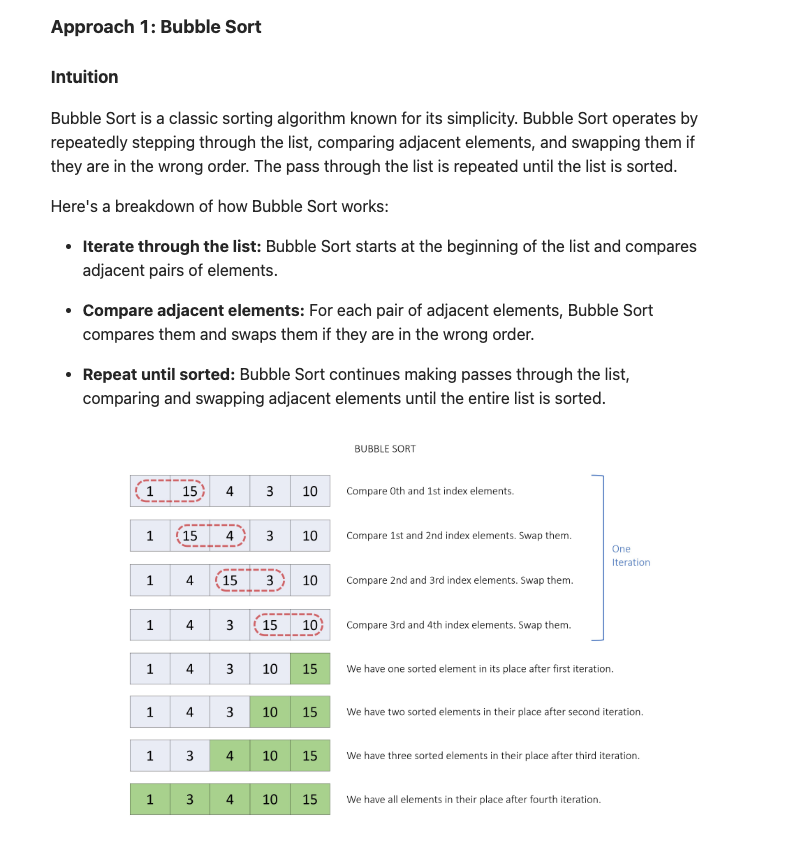 Approach 1: Bubble Sort
Intuition
Bubble Sort is a classic sorting algorithm known for its simplicity. Bubble Sort operates by
repeatedly stepping through the list, comparing adjacent elements, and swapping them if
they are in the wrong order. The pass through the list is repeated until the list is sorted.
Here's a breakdown of how Bubble Sort works:
• Iterate through the list: Bubble Sort starts at the beginning of the list and compares
adjacent pairs of elements.
• Compare adjacent elements: For each pair of adjacent elements, Bubble Sort
compares them and swaps them if they are in the wrong order.
• Repeat until sorted: Bubble Sort continues making passes through the list,
comparing and swapping adjacent elements until the entire list is sorted.
BUBBLE SORT
1 15 4 3 10 Compare 0th and 1st index elements.
1 15 4 3 10 Compare 1st and 2nd index elements. Swap them.
1 4 15 3 10 Compare 2nd and 3rd index elements. Swap them.
1 4 3 15 10 Compare 3rd and 4th index elements. Swap them.
One
Iteration
1 4 3 10 15 We have one sorted element in its place after first iteration.
1 4 3 10 15 We have two sorted elements in their place after second iteration.
1 3 4 10 15 We have three sorted elements in their place after third iteration.
1 3 4 10 15 We have all elements in their place after fourth iteration.